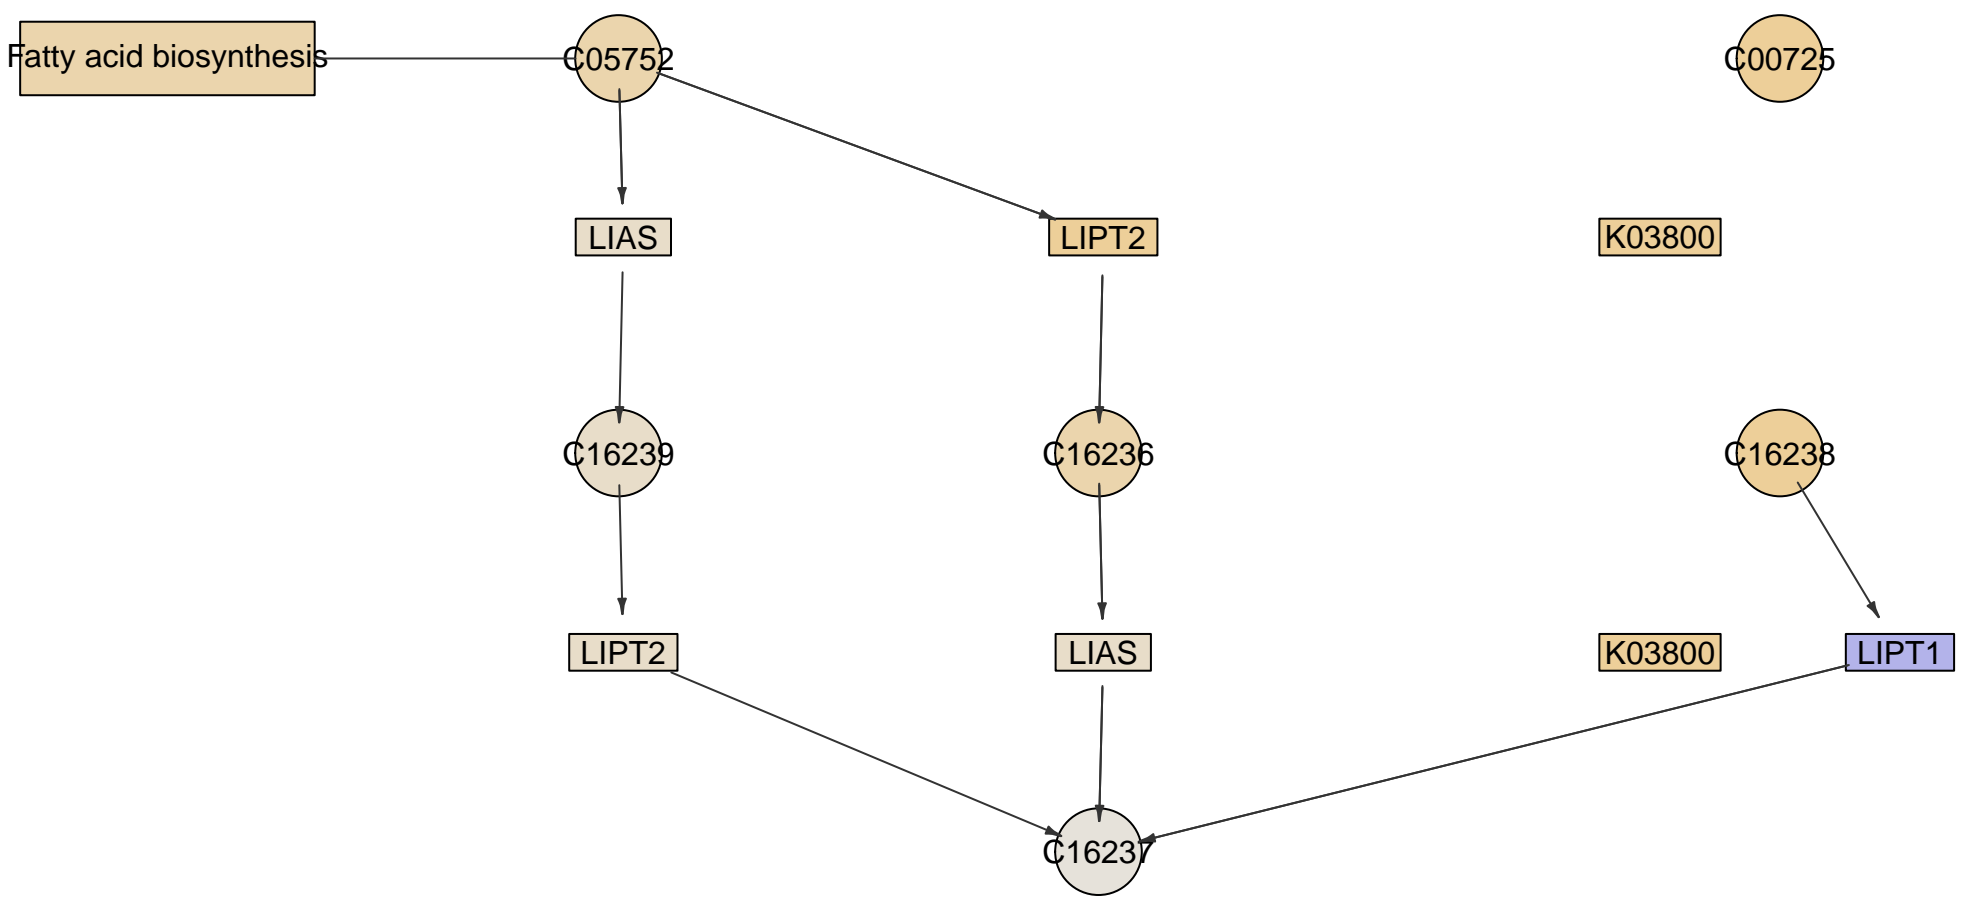 Fatty acid biosynthesis
C05752
C00725
LIAS
LIPT2
K03800
C16239
C16236
C16238
LIPT2
LIAS
K03800
LIPT1
C16237